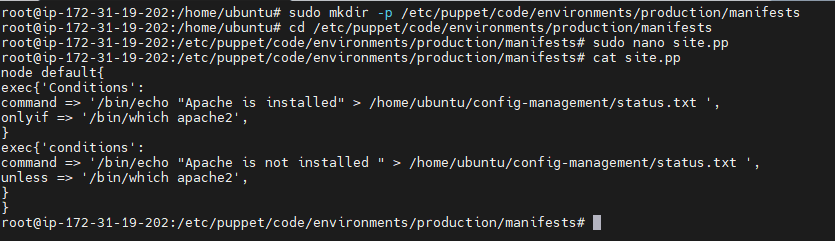 root@ip-172-31-19-202:/home/ubuntu# sudo mkdir -p /etc/puppet/code/environments/production/manifests
root@ip-172-31-19-202:/home/ubuntu# cd /etc/puppet/code/environments/production/manifests
root@ip-172-31-19-202:/etc/puppet/code/environments/production/manifests# sudo nano site.pp
root@ip-172-31-19-202:/etc/puppet/code/environments/production/manifests# cat site.pp
node default{
exec{'Conditions':
command => '/bin/echo "Apache is installed" > /home/ubuntu/config-management/status.txt ',
onlyif => '/bin/which apache2',
}
exec{'conditions':
command => '/bin/echo "Apache is not installed " > /home/ubuntu/config-management/status.txt ',
unless => '/bin/which apache2',
}
}
root@ip-172-31-19-202:/etc/puppet/code/environments/production/manifests#